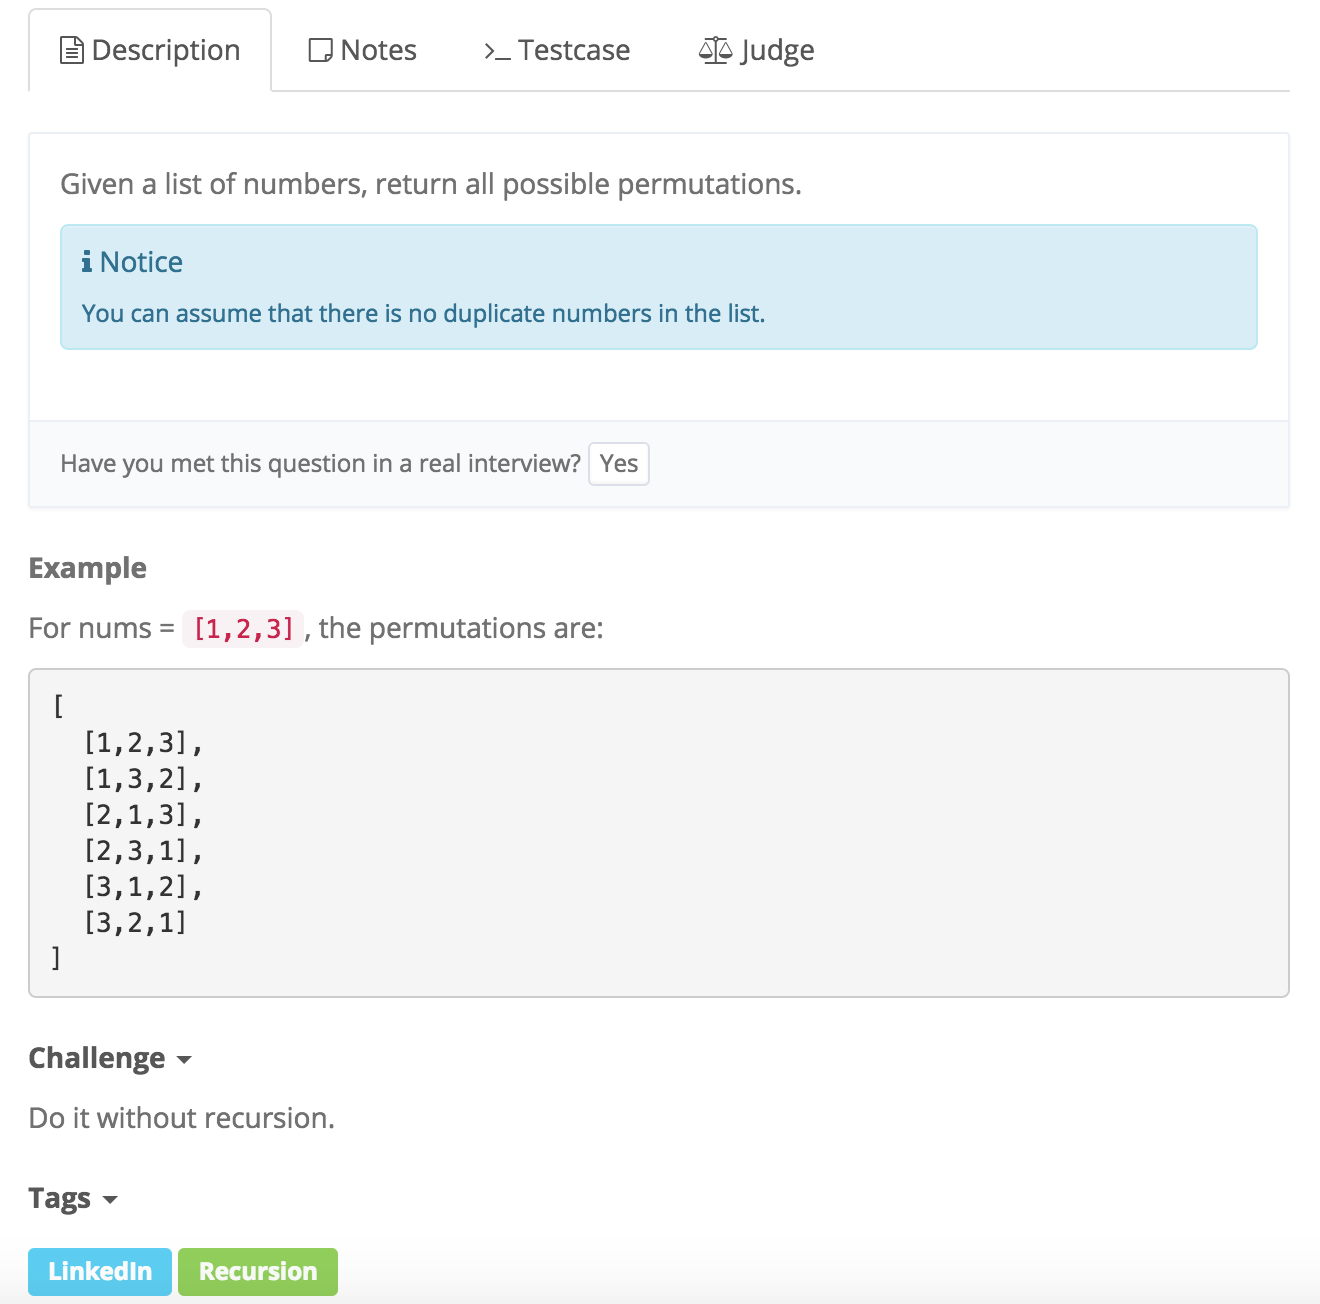 Description Notes >_ Testcase Judge
Given a list of numbers, return all possible permutations.
i Notice
You can assume that there is no duplicate numbers in the list.
Have you met this question in a real interview? Yes
Example
For nums = [1,2,3], the permutations are:
[
[1,2,3],
[1,3,2],
[2,1,3],
[2,3,1],
[3,1,2],
[3,2,1]
]
Challenge
Do it without recursion.
Tags
LinkedIn Recursion